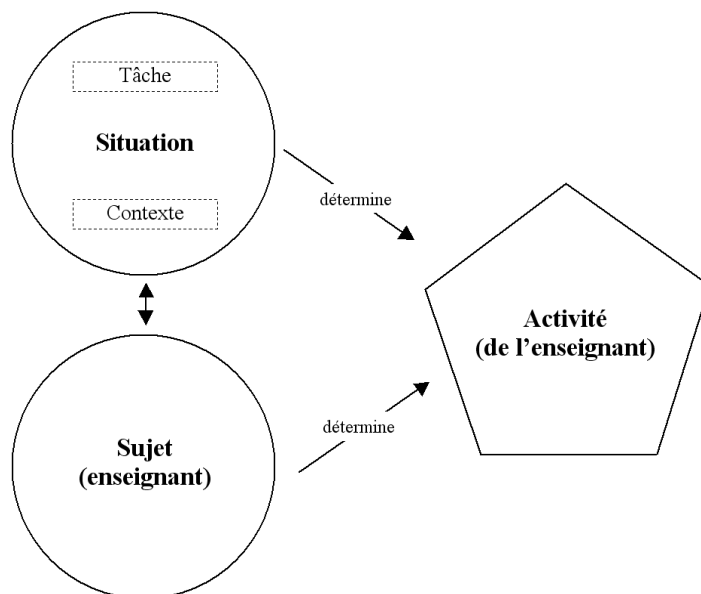 Tâche
Situation
Contexte
détermine
Activité
(de l'enseignant)
détermine
Sujet
(enseignant)